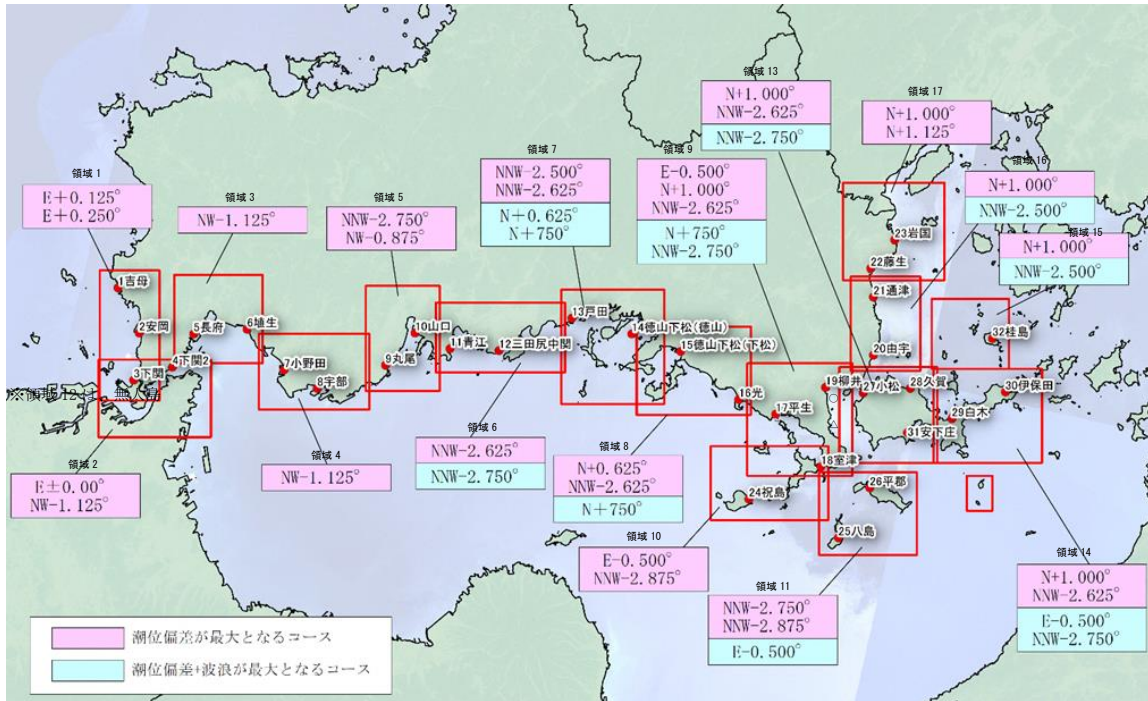 領域 1
E+0.125°
E+0.250°
領域 3
NW-1.125°
領域 5
NNW-2.750°
NW-0.875°
領域 7
NNW-2.500°
NNW-2.625°
N+0.625°
N+750°
領域 9
E-0.500°
N+1.000°
NNW-2.625°
N+750°
NNW-2.750°
領域 13
N+1.000°
NNW-2.625°
NNW-2.750°
領域 17
N+1.000°
N+1.125°
領域 16
N+1.000°
NNW-2.500°
領域 15
N+1.000°
NNW-2.500°
1吉母
2安岡
3下関
4下関2
5長府
6埴生
7小野田
8宇部
9丸尾
10山口
11青江
12三田尻中関
13戸田
14徳山下松(徳山)
15徳山下松(下松)
16光
17平生
18室津
19柳井
20由宇
21通津
22藤生
23岩国
24祝島
25八島
26平郡
27小松
28久賀
29白木
30伊保田
31安下庄
32桂島
※領域12は、無人島
領域 2
E±0.00°
NW-1.125°
領域 4
NW-1.125°
領域 6
NNW-2.625°
NNW-2.750°
領域 8
N+0.625°
NNW-2.625°
N+750°
領域 10
E-0.500°
NNW-2.875°
領域 11
NNW-2.750°
NNW-2.875°
E-0.500°
領域 14
N+1.000°
NNW-2.625°
E-0.500°
NNW-2.750°
潮位偏差が最大となるコース
潮位偏差+波浪が最大となるコース